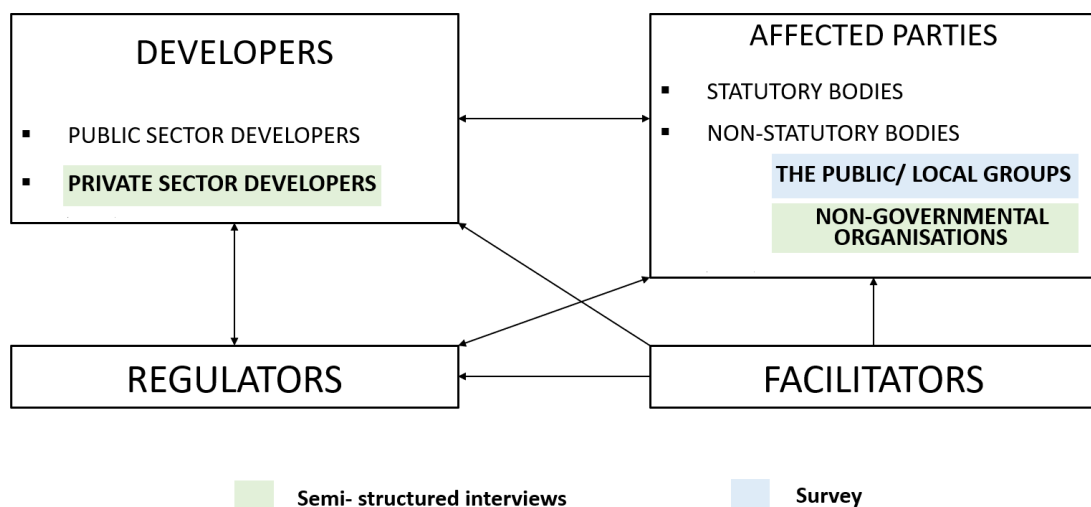 DEVELOPERS
▪ PUBLIC SECTOR DEVELOPERS
▪ PRIVATE SECTOR DEVELOPERS
AFFECTED PARTIES
▪ STATUTORY BODIES
▪ NON-STATUTORY BODIES
THE PUBLIC/ LOCAL GROUPS
NON-GOVERNMENTAL
ORGANISATIONS
REGULATORS
FACILITATORS
Semi- structured interviews
Survey